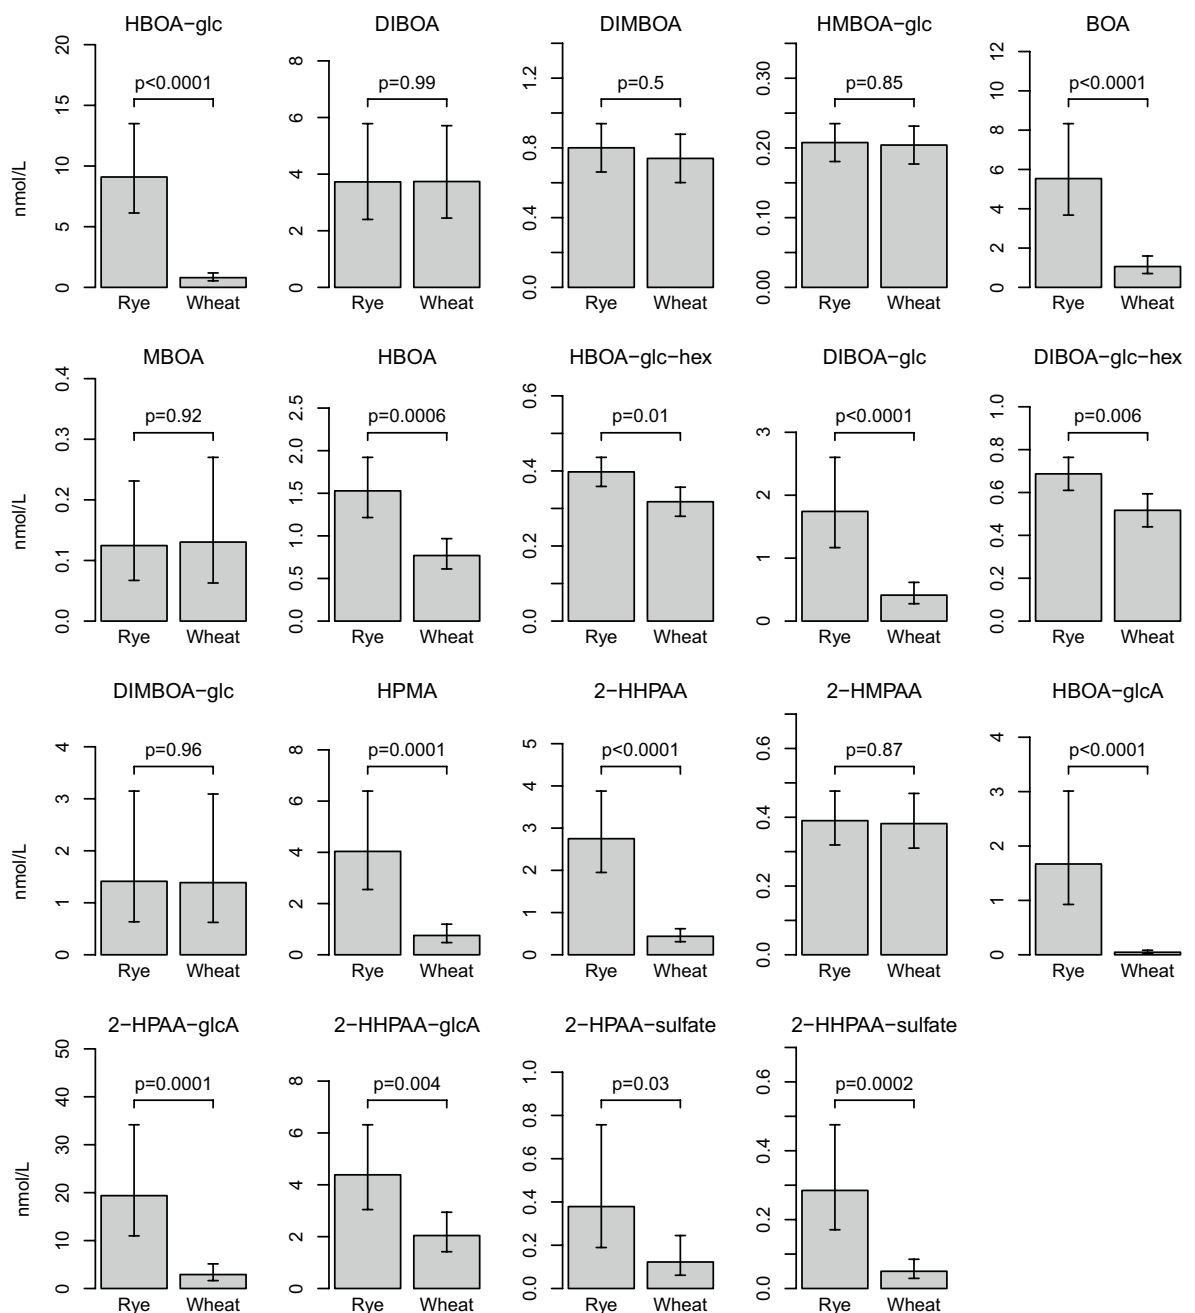 HBOA−glc
nmol/L
0
5
10
15
20
p<0.0001
Rye
Wheat
DIBOA
0
2
4
6
8
p=0.99
Rye
Wheat
DIMBOA
0.0
0.4
0.8
1.2
p=0.5
Rye
Wheat
HMBOA−glc
0.00
0.10
0.20
0.30
p=0.85
Rye
Wheat
BOA
0
2
4
6
8
10
12
p<0.0001
Rye
Wheat
MBOA
nmol/L
0.0
0.1
0.2
0.3
0.4
p=0.92
Rye
Wheat
HBOA
0.0
0.5
1.0
1.5
2.0
2.5
p=0.0006
Rye
Wheat
HBOA−glc−hex
0.0
0.2
0.4
0.6
p=0.01
Rye
Wheat
DIBOA−glc
0
1
2
3
p<0.0001
Rye
Wheat
DIBOA−glc−hex
0.0
0.2
0.4
0.6
0.8
1.0
p=0.006
Rye
Wheat
DIMBOA−glc
nmol/L
0
1
2
3
4
p=0.96
Rye
Wheat
HPMA
0
2
4
6
8
p=0.0001
Rye
Wheat
2−HHPAA
0
1
2
3
4
5
p<0.0001
Rye
Wheat
2−HMPAA
0.0
0.2
0.4
0.6
p=0.87
Rye
Wheat
HBOA−glcA
0
1
2
3
4
p<0.0001
Rye
Wheat
2−HPAA−glcA
nmol/L
0
10
20
30
40
50
p=0.0001
Rye
Wheat
2−HHPAA−glcA
0
2
4
6
8
p=0.004
Rye
Wheat
2−HPAA−sulfate
0.0
0.2
0.4
0.6
0.8
1.0
p=0.03
Rye
Wheat
2−HHPAA−sulfate
0.0
0.2
0.4
0.6
p=0.0002
Rye
Wheat